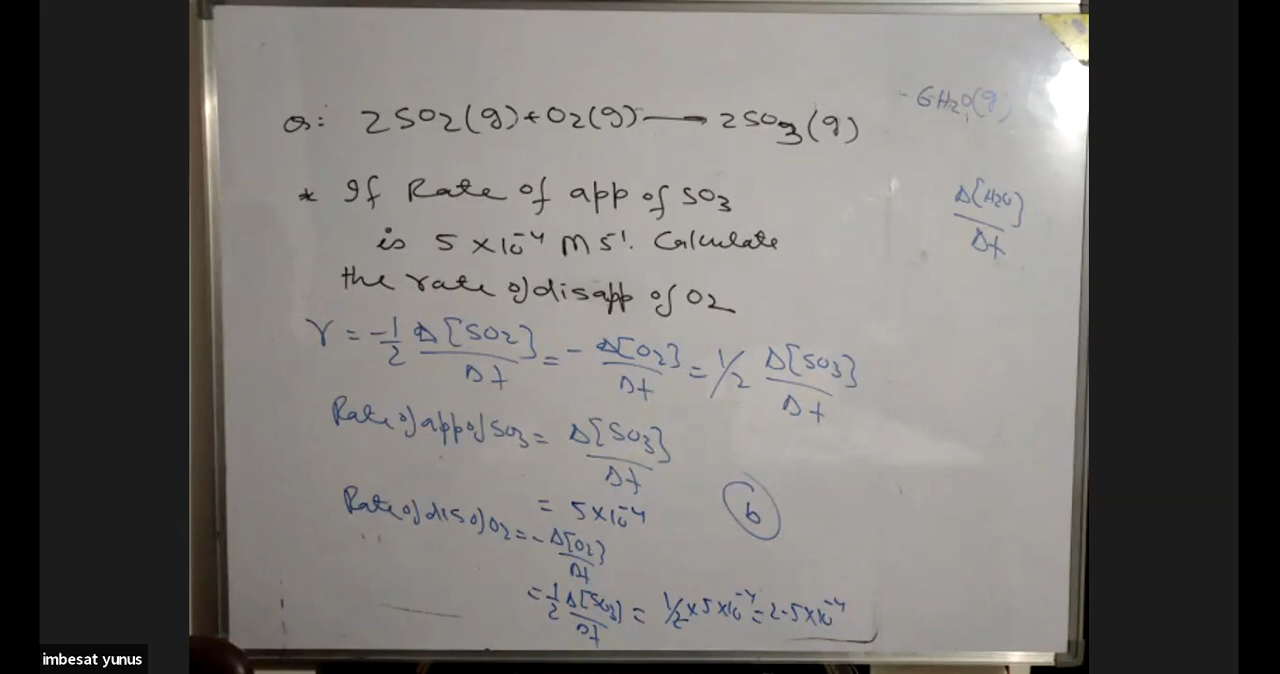 Q: 2SO2(g)+O2(g) → 2SO3(g)
6H2O(g)
Δ[H2O]
Δt
* If Rate of app of SO3
is 5 × 10⁻⁴ M S⁻¹. Calculate
the rate of disapp of O2
r = -1/2 Δ[SO2]/Δt = - Δ[O2]/Δt = 1/2 Δ[SO3]/Δt
Rate of app of SO3 = Δ[SO3]/Δt
= 5×10⁻⁴
6
Rate of dis of O2 = - Δ[O2]/Δt
= 1/2 Δ[SO3]/Δt = 1/2 × 5×10⁻⁴ = 2.5×10⁻⁴
imbesat yunus